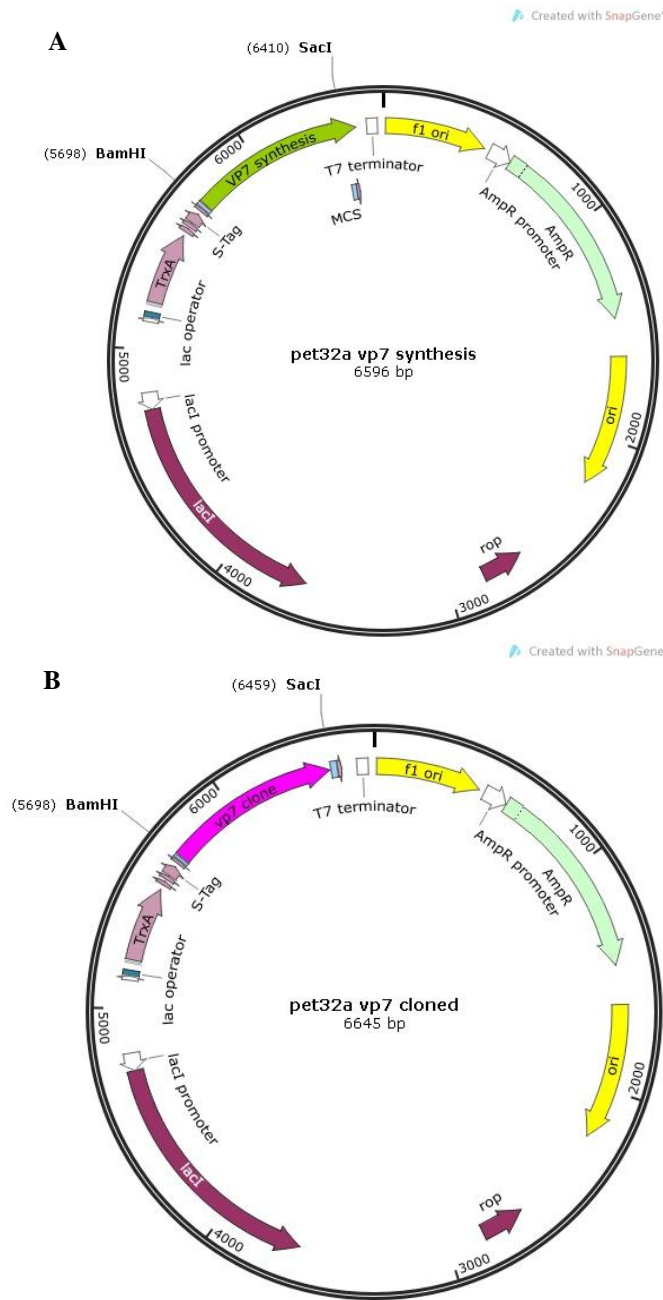 Created with SnapGene®
A
(6410) SacI
(5698) BamHI
6000
VP7 synthesis
f1 ori
T7 terminator
MCS
AmpR promoter
AmpR
1000
S-Tag
TrxA
lac operator
5000
pet32a vp7 synthesis
6596 bp
ori
2000
lacI promoter
lacI
4000
rop
3000
Created with SnapGene®
B
(6459) SacI
(5698) BamHI
6000
vp7 clone
f1 ori
T7 terminator
AmpR promoter
AmpR
1000
S-Tag
TrxA
lac operator
5000
pet32a vp7 cloned
6645 bp
ori
2000
lacI promoter
lacI
4000
rop
3000